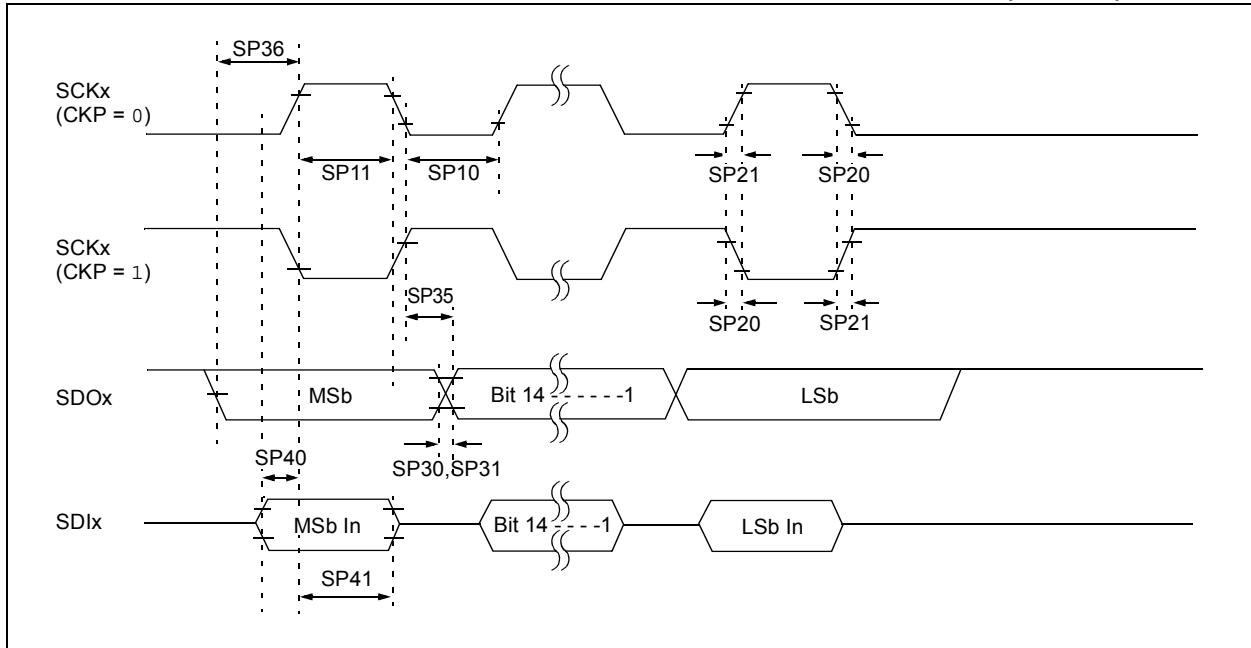 SP36
SCKx
(CKP = 0)
SP11
SP10
SP21
SP20
SCKx
(CKP = 1)
SP35
SP20
SP21
SDOx
MSb
Bit 14 - - - - - -1
LSb
SP40
SP30,SP31
SDIx
MSb In
Bit 14 - - - -1
LSb In
SP41